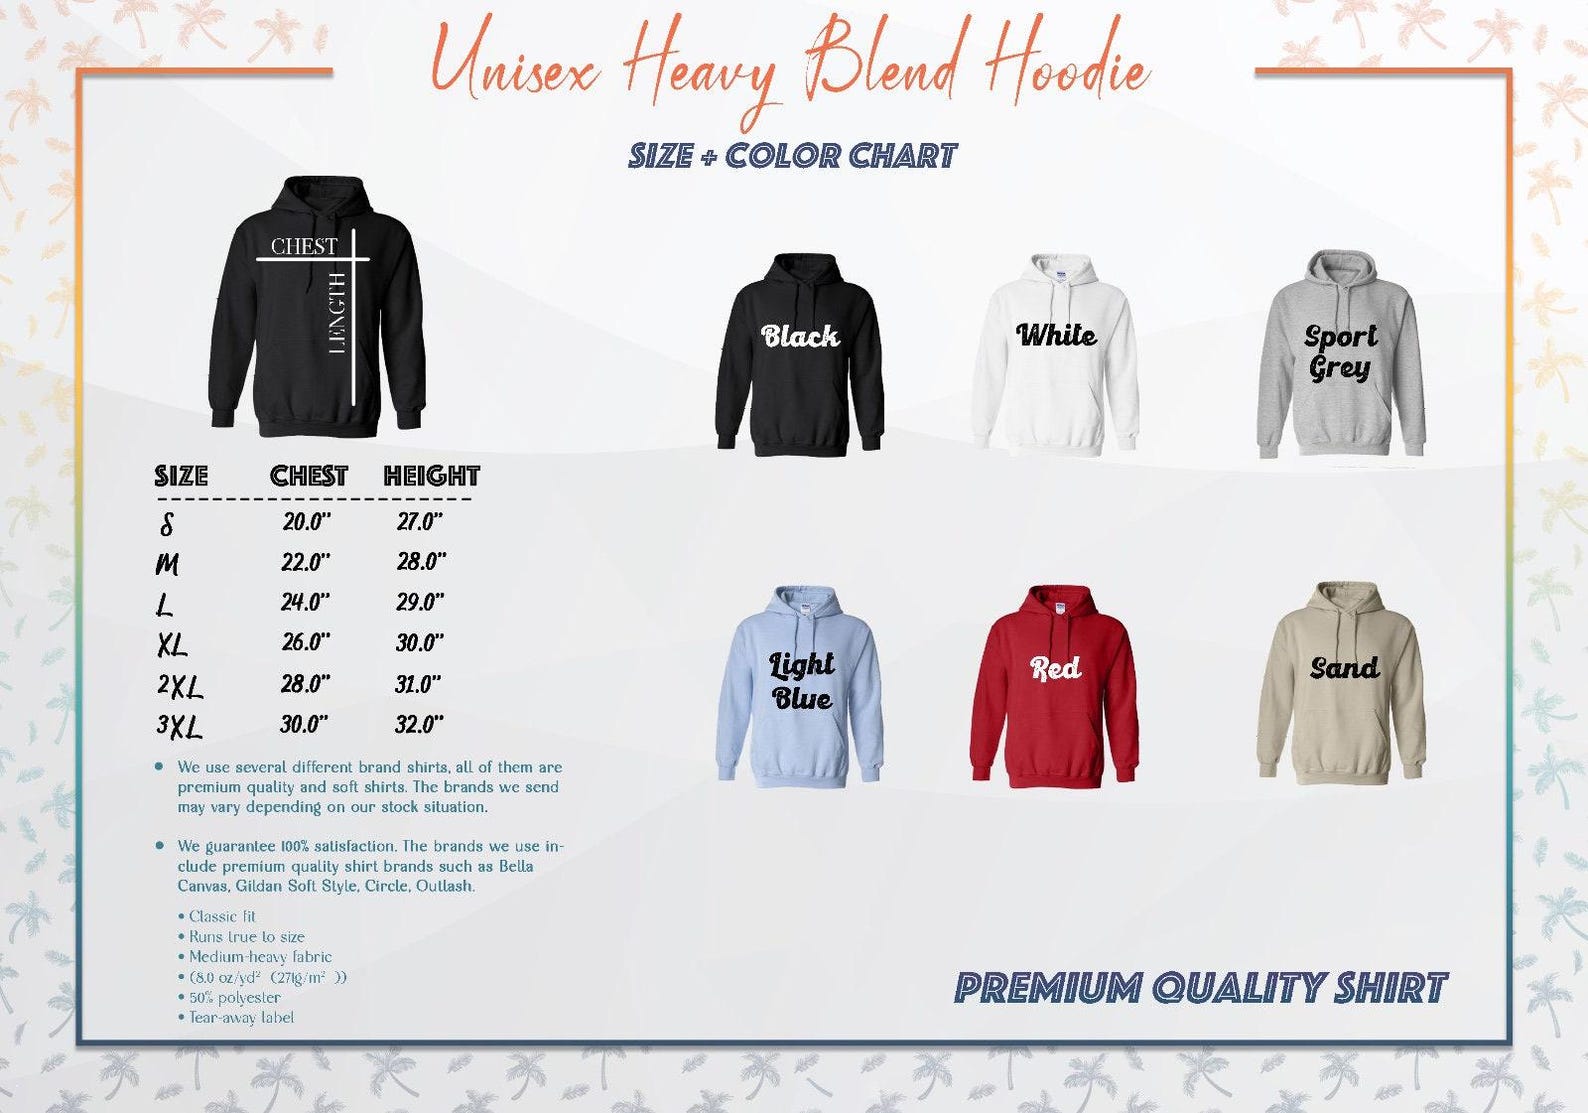 Unisex Heavy Blend Hoodie
SIZE + COLOR CHART
CHEST
LENGTH
SIZE CHEST HEIGHT
S 20.0" 27.0"
M 22.0" 28.0"
L 24.0" 29.0"
XL 26.0" 30.0"
2XL 28.0" 31.0"
3XL 30.0" 32.0"
• We use several different brand shirts, all of them are
premium quality and soft shirts. The brands we send
may vary depending on our stock situation.
• We guarantee 100% satisfaction. The brands we use in-
clude premium quality shirt brands such as Bella
Canvas, Gildan Soft Style, Circle, Outlash.
• Classic fit
• Runs true to size
• Medium-heavy fabric
• (8.0 oz/yd² (271g/m² ))
• 50% polyester
• Tear-away label
Black
White
Sport
Grey
Light
Blue
Red
Sand
PREMIUM QUALITY SHIRT